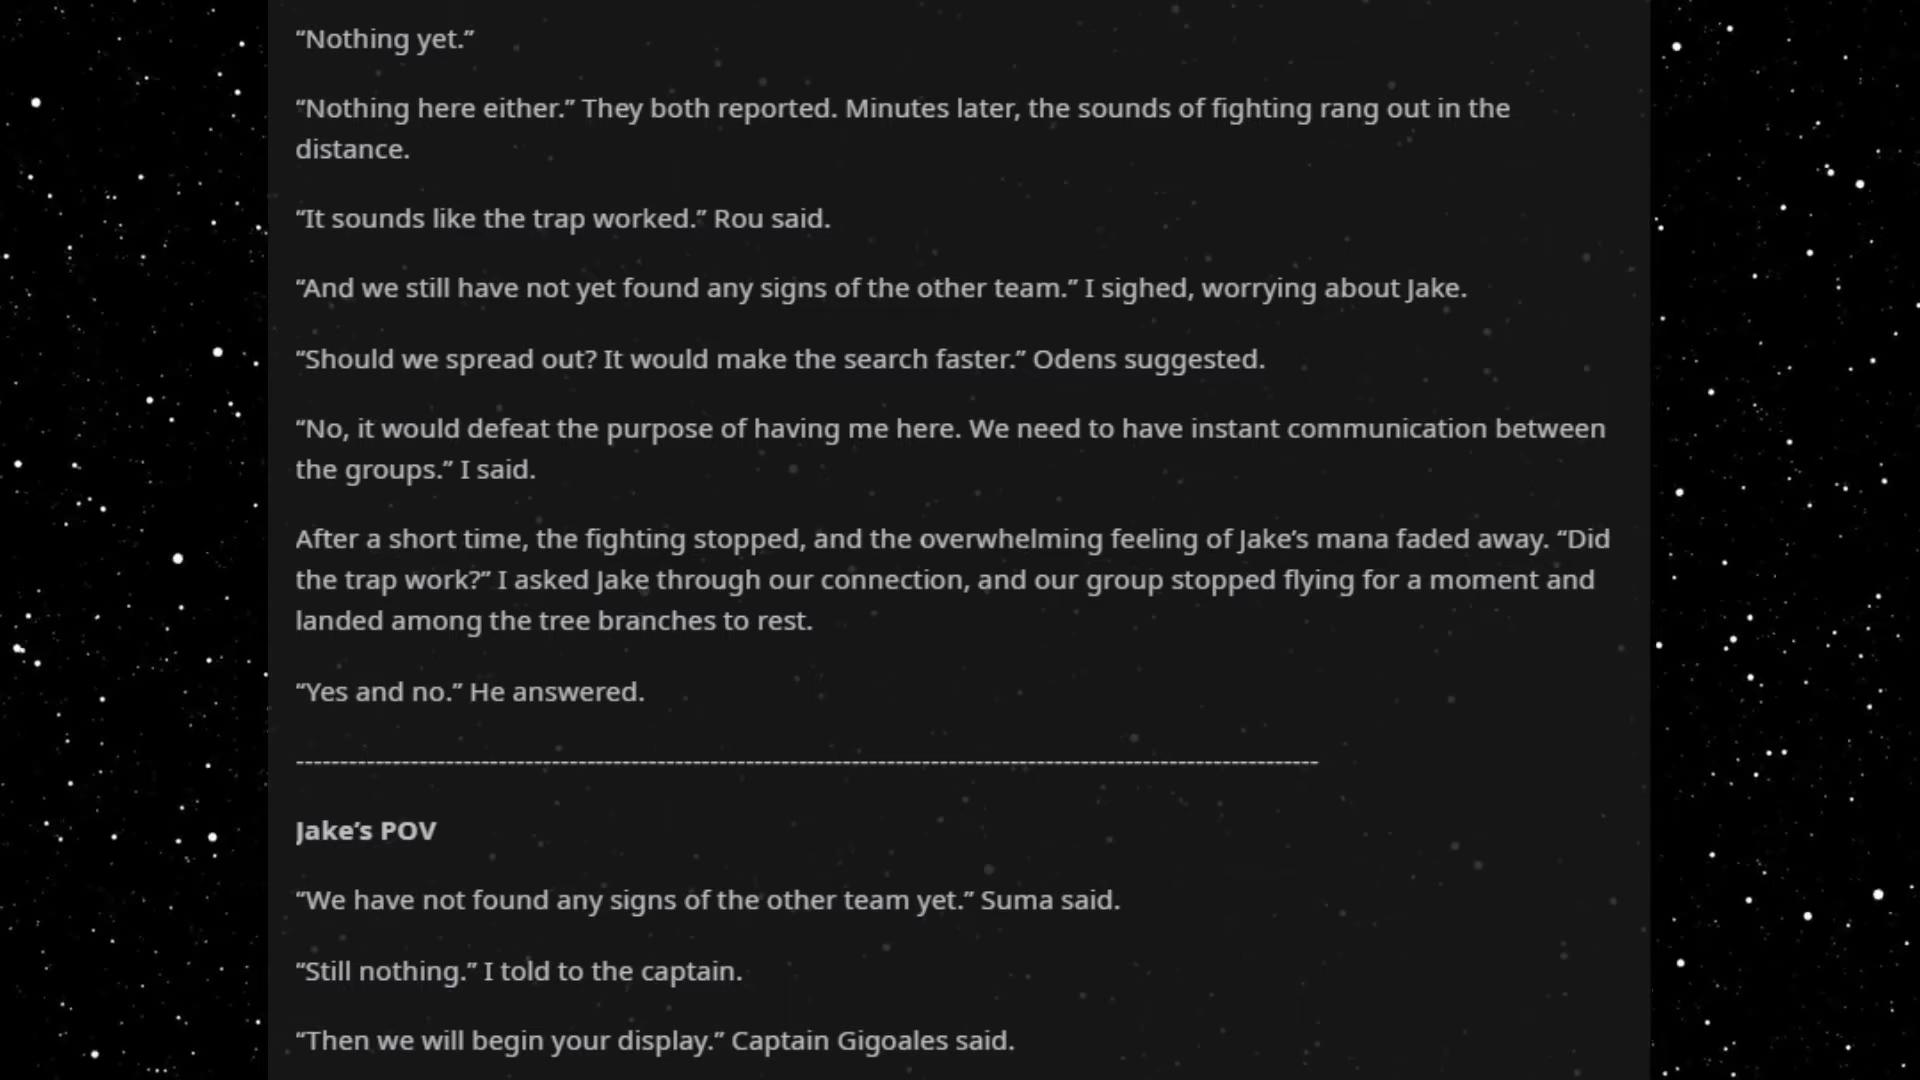 “Nothing yet.”
“Nothing here either.” They both reported. Minutes later, the sounds of fighting rang out in the
distance.
“It sounds like the trap worked.” Rou said.
“And we still have not yet found any signs of the other team.” I sighed, worrying about Jake.
“Should we spread out? It would make the search faster.” Odens suggested.
“No, it would defeat the purpose of having me here. We need to have instant communication between
the groups.” I said.
After a short time, the fighting stopped, and the overwhelming feeling of Jake’s mana faded away. “Did
the trap work?” I asked Jake through our connection, and our group stopped flying for a moment and
landed among the tree branches to rest.
“Yes and no.” He answered.
--------------------------------------------------------------------------------------------------------------------
Jake’s POV
“We have not found any signs of the other team yet.” Suma said.
“Still nothing.” I told to the captain.
“Then we will begin your display.” Captain Gigoales said.